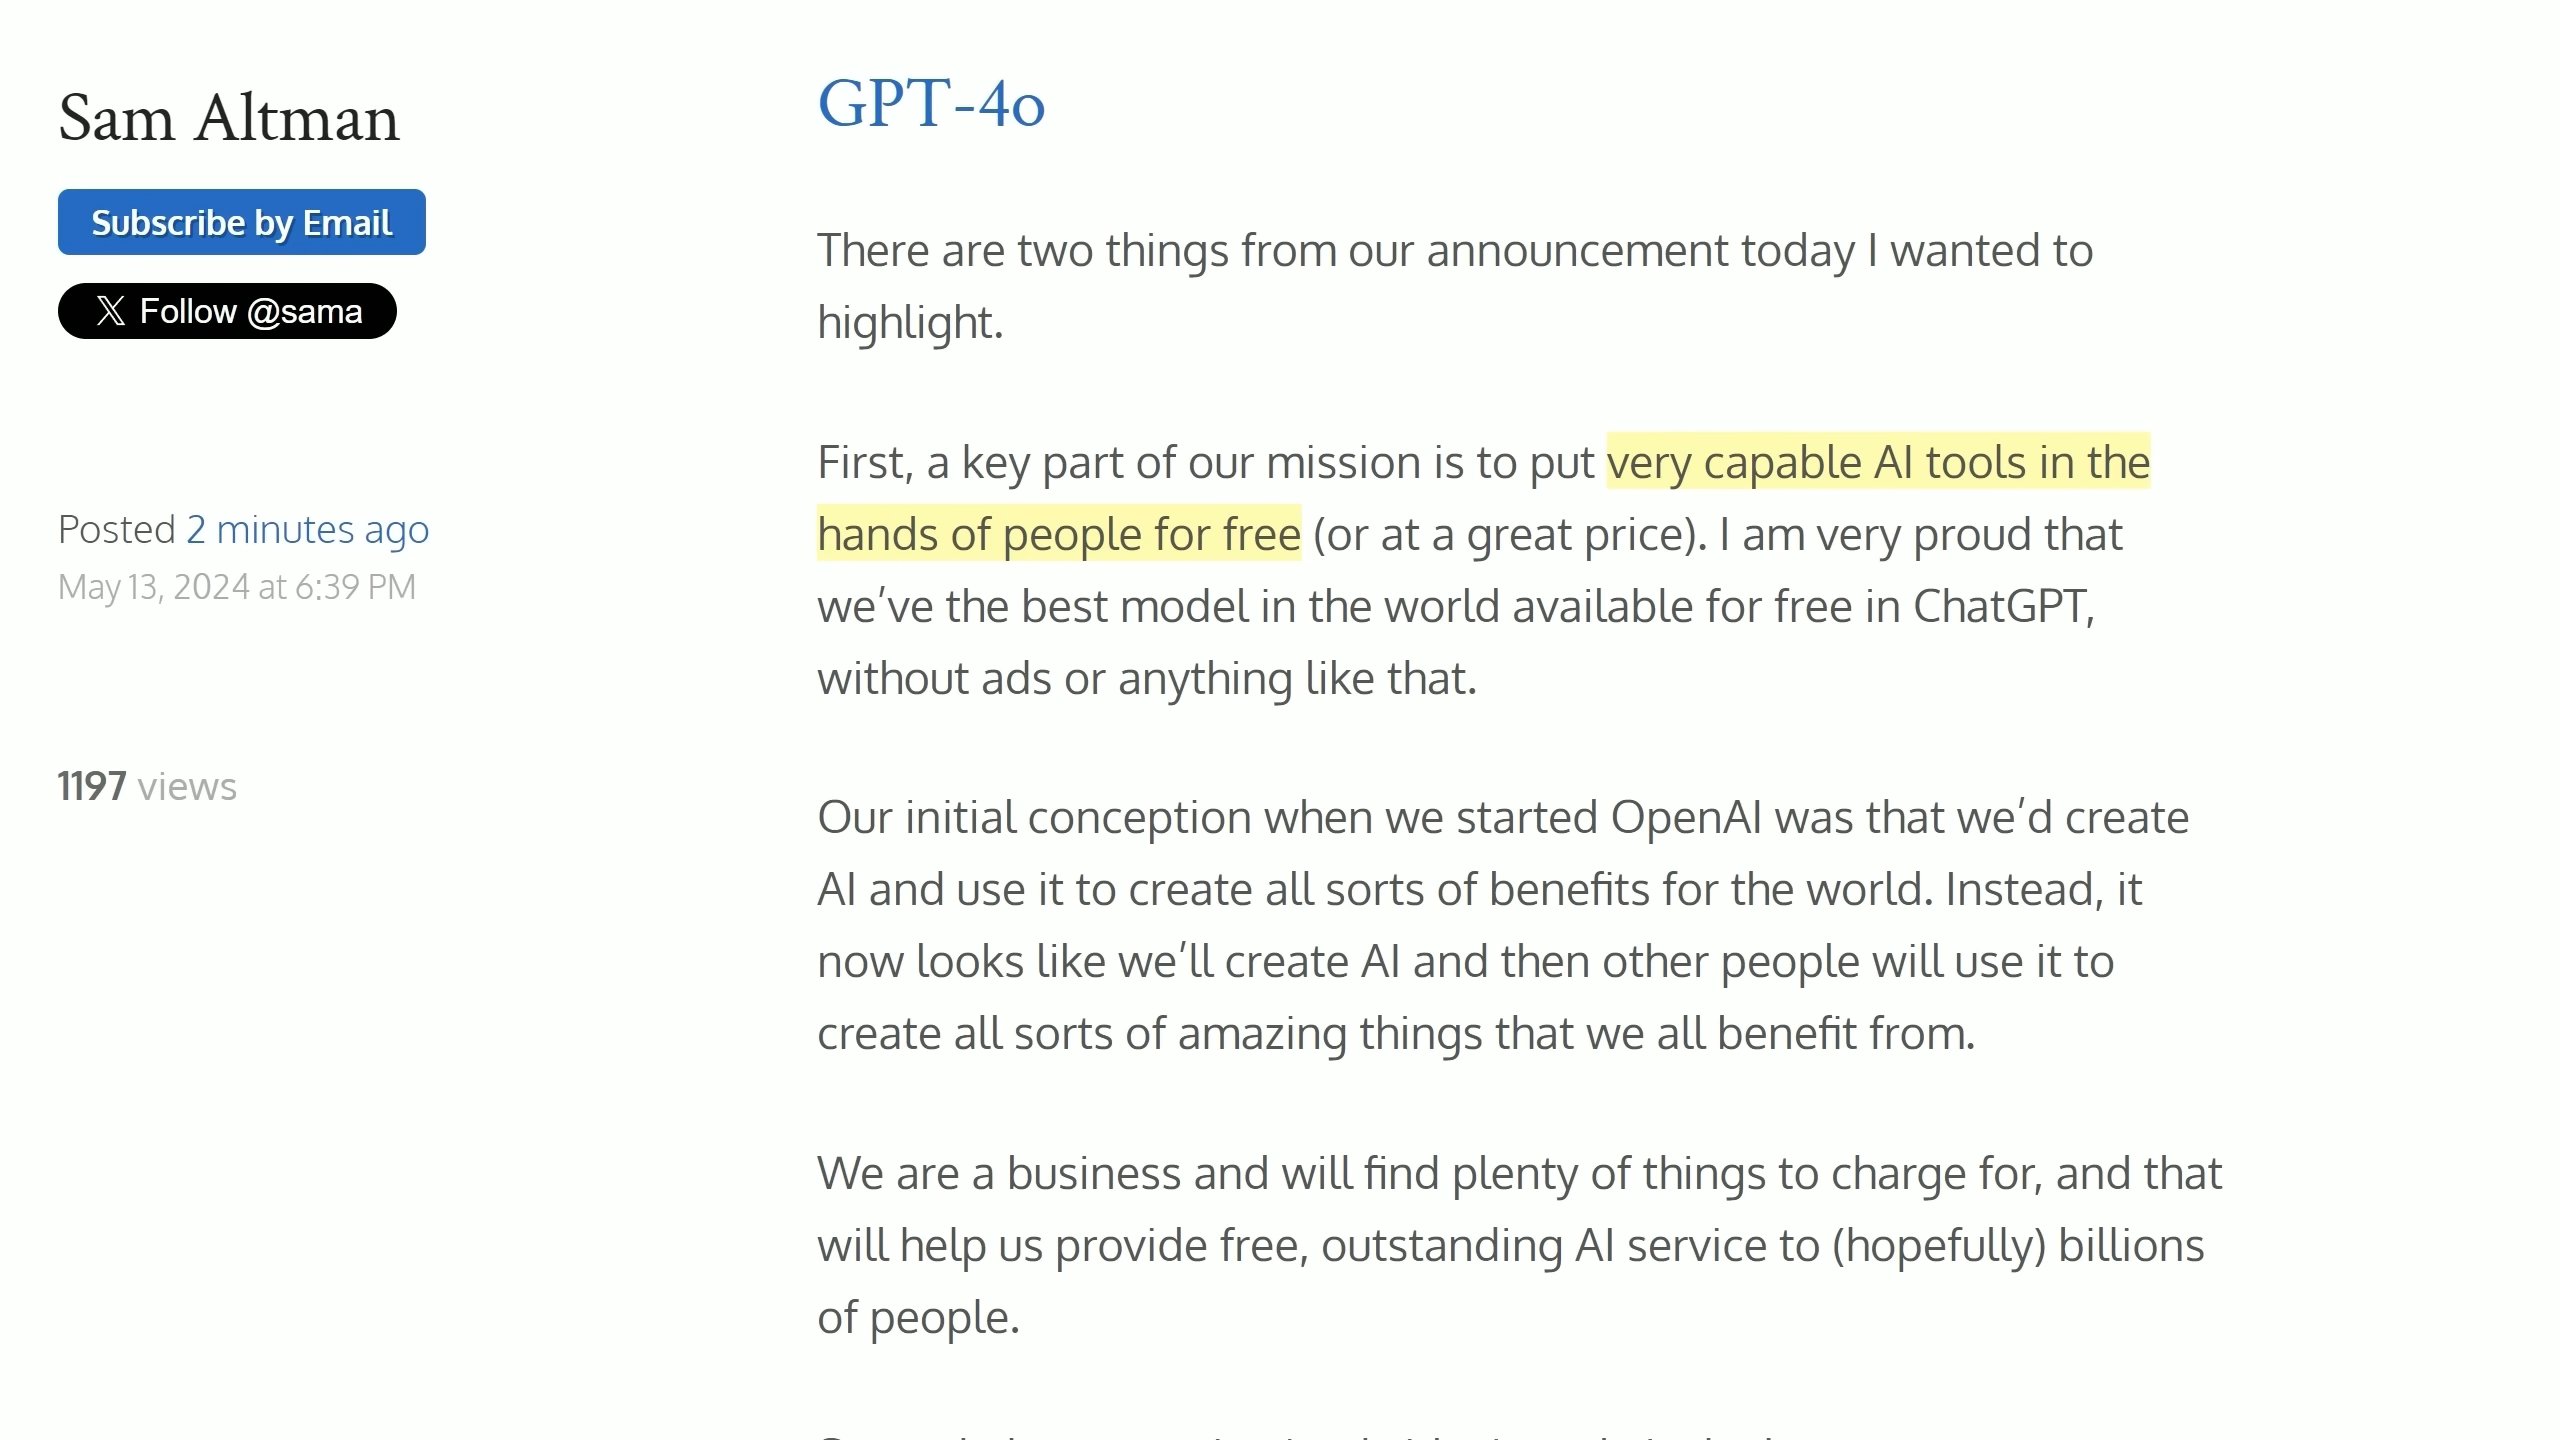 Sam Altman
Subscribe by Email
𝕏 Follow @sama
Posted 2 minutes ago
May 13, 2024 at 6:39 PM
1197 views
GPT-4o
There are two things from our announcement today I wanted to
highlight.
First, a key part of our mission is to put very capable AI tools in the
hands of people for free (or at a great price). I am very proud that
we’ve the best model in the world available for free in ChatGPT,
without ads or anything like that.
Our initial conception when we started OpenAI was that we’d create
AI and use it to create all sorts of benefits for the world. Instead, it
now looks like we’ll create AI and then other people will use it to
create all sorts of amazing things that we all benefit from.
We are a business and will find plenty of things to charge for, and that
will help us provide free, outstanding AI service to (hopefully) billions
of people.